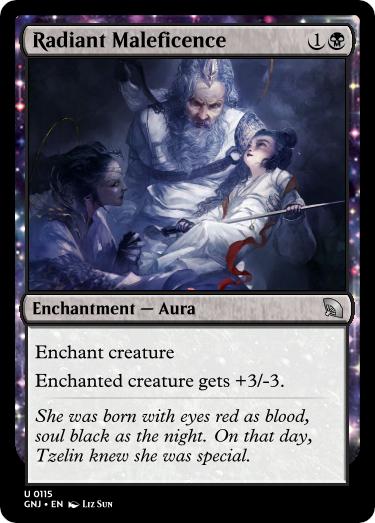 Radiant Maleficence 1
Enchantment — Aura
Enchant creature
Enchanted creature gets +3/-3.
She was born with eyes red as blood,
soul black as the night. On that day,
Tzelin knew she was special.
U 0115
GNJ • EN Liz Sun